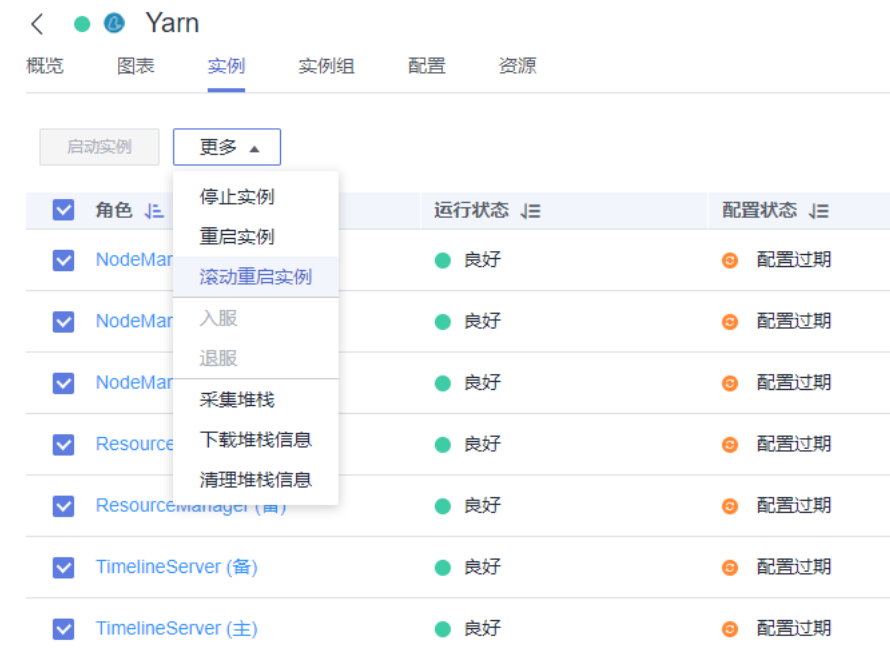 Yarn
概览 图表 实例 实例组 配置 资源
启动实例 更多
停止实例
重启实例
滚动重启实例
入服
退服
采集堆栈
下载堆栈信息
清理堆栈信息
角色 运行状态 配置状态
NodeMan 良好 配置过期
NodeMan 良好 配置过期
NodeMan 良好 配置过期
Resource 良好 配置过期
ResourceManager (备) 良好 配置过期
TimelineServer (备) 良好 配置过期
TimelineServer (主) 良好 配置过期